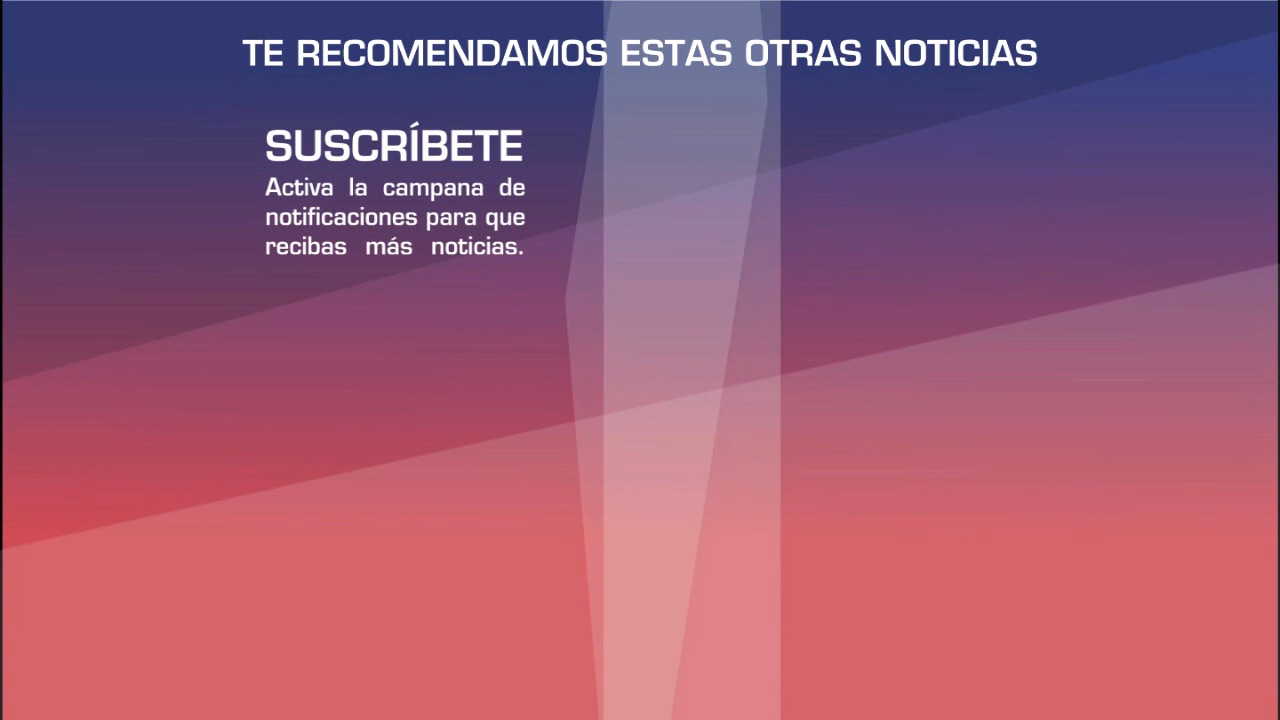 TE RECOMENDAMOS ESTAS OTRAS NOTICIAS
SUSCRÍBETE
Activa la campana de
notificaciones para que
recibas más noticias.